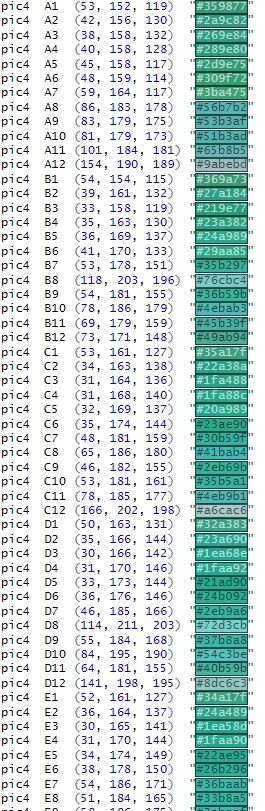 pic4 A1 (53, 152, 119) "#359877"
pic4 A2 (42, 156, 130) "#2a9c82"
pic4 A3 (38, 158, 132) "#269e84"
pic4 A4 (40, 158, 128) "#289e80"
pic4 A5 (45, 158, 117) "#2d9e75"
pic4 A6 (48, 159, 114) "#309f72"
pic4 A7 (59, 164, 117) "#3ba475"
pic4 A8 (86, 183, 178) "#56b7b2"
pic4 A9 (83, 179, 175) "#53b3af"
pic4 A10 (81, 179, 173) "#51b3ad"
pic4 A11 (101, 184, 181) "#65b8b5"
pic4 A12 (154, 190, 189) "#9abebd"
pic4 B1 (54, 154, 115) "#369a73"
pic4 B2 (39, 161, 132) "#27a184"
pic4 B3 (33, 158, 119) "#219e77"
pic4 B4 (35, 163, 130) "#23a382"
pic4 B5 (36, 169, 137) "#24a989"
pic4 B6 (41, 170, 133) "#29aa85"
pic4 B7 (53, 178, 151) "#35b297"
pic4 B8 (118, 203, 196) "#76cbc4"
pic4 B9 (54, 181, 155) "#36b59b"
pic4 B10 (78, 186, 179) "#4ebab3"
pic4 B11 (69, 179, 159) "#45b39f"
pic4 B12 (73, 171, 148) "#49ab94"
pic4 C1 (53, 161, 127) "#35a17f"
pic4 C2 (34, 163, 138) "#22a38a"
pic4 C3 (31, 164, 136) "#1fa488"
pic4 C4 (31, 168, 140) "#1fa88c"
pic4 C5 (32, 169, 137) "#20a989"
pic4 C6 (35, 174, 144) "#23ae90"
pic4 C7 (48, 181, 159) "#30b59f"
pic4 C8 (65, 186, 180) "#41bab4"
pic4 C9 (46, 182, 155) "#2eb69b"
pic4 C10 (53, 181, 161) "#35b5a1"
pic4 C11 (78, 185, 177) "#4eb9b1"
pic4 C12 (166, 202, 198) "#a6cac6"
pic4 D1 (50, 163, 131) "#32a383"
pic4 D2 (35, 166, 144) "#23a690"
pic4 D3 (30, 166, 142) "#1ea68e"
pic4 D4 (31, 170, 146) "#1faa92"
pic4 D5 (33, 173, 144) "#21ad90"
pic4 D6 (36, 176, 146) "#24b092"
pic4 D7 (46, 185, 166) "#2eb9a6"
pic4 D8 (114, 211, 203) "#72d3cb"
pic4 D9 (55, 184, 168) "#37b8a8"
pic4 D10 (84, 195, 190) "#54c3be"
pic4 D11 (64, 181, 155) "#40b59b"
pic4 D12 (141, 198, 195) "#8dc6c3"
pic4 E1 (52, 161, 127) "#34a17f"
pic4 E2 (36, 164, 137) "#24a489"
pic4 E3 (30, 165, 141) "#1ea58d"
pic4 E4 (31, 170, 144) "#1faa90"
pic4 E5 (34, 174, 149) "#22ae95"
pic4 E6 (38, 178, 150) "#26b296"
pic4 E7 (54, 186, 171) "#36baab"
pic4 E8 (51, 184, 165) "#33b8a5"